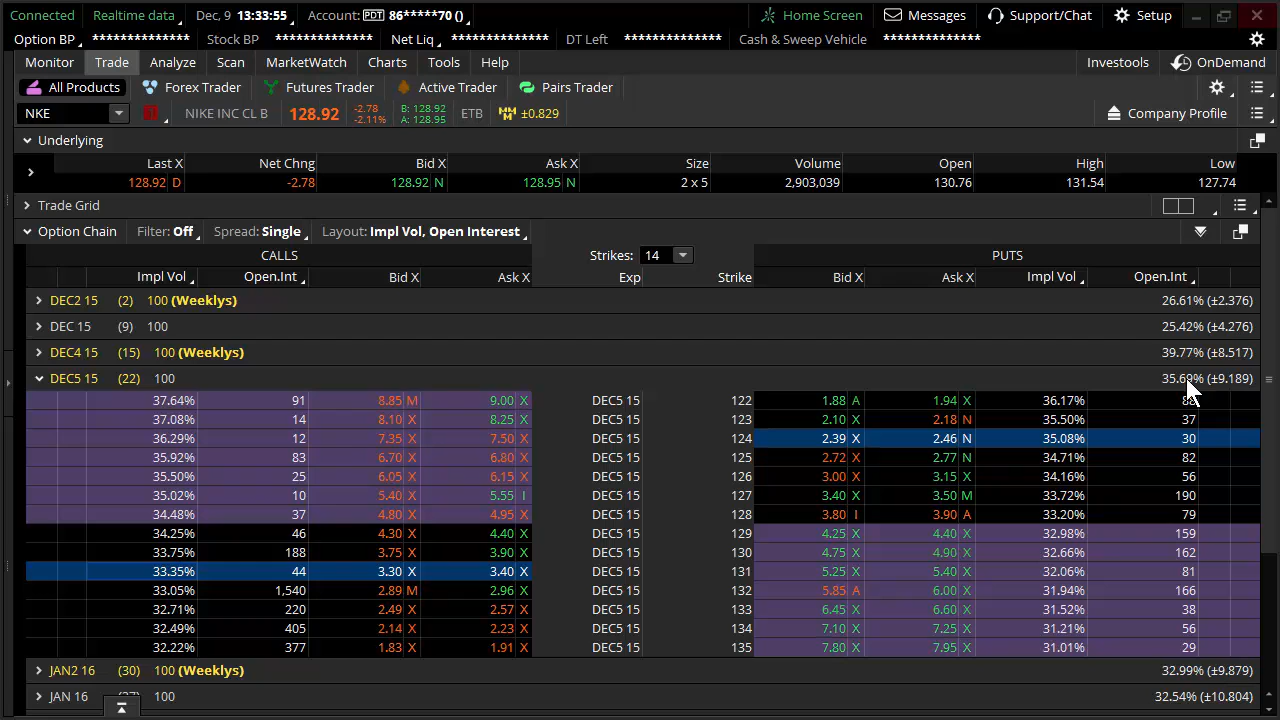 Connected Realtime data Dec, 9 13:33:55 Account: PDT 86*****70 () Home Screen Messages Support/Chat Setup
Option BP ************** Stock BP ************** Net Liq ************** DT Left ************** Cash & Sweep Vehicle **************
Monitor Trade Analyze Scan MarketWatch Charts Tools Help Investools OnDemand
All Products Forex Trader Futures Trader Active Trader Pairs Trader
NKE NIKE INC CL B 128.92 -2.78 -2.11% B: 128.92 A: 128.95 ETB MM ±0.829 Company Profile
Underlying
Last X Net Chng Bid X Ask X Size Volume Open High Low
128.92 D -2.78 128.92 N 128.95 N 2 x 5 2,903,039 130.76 131.54 127.74
Trade Grid
Option Chain Filter: Off Spread: Single Layout: Impl Vol, Open Interest
CALLS Strikes: 14 PUTS
Impl Vol Open.Int Bid X Ask X Exp Strike Bid X Ask X Impl Vol Open.Int
DEC2 15 (2) 100 (Weeklys) 26.61% (±2.376)
DEC 15 (9) 100 25.42% (±4.276)
DEC4 15 (15) 100 (Weeklys) 39.77% (±8.517)
DEC5 15 (22) 100 35.69% (±9.189)
37.64% 91 8.85 M 9.00 X DEC5 15 122 1.88 A 1.94 X 36.17%
37.08% 14 8.10 X 8.25 X DEC5 15 123 2.10 X 2.18 N 35.50% 37
36.29% 12 7.35 X 7.50 X DEC5 15 124 2.39 X 2.46 N 35.08% 30
35.92% 83 6.70 X 6.80 X DEC5 15 125 2.72 X 2.77 N 34.71% 82
35.50% 25 6.05 X 6.15 X DEC5 15 126 3.00 X 3.15 X 34.16% 56
35.02% 10 5.40 X 5.55 I DEC5 15 127 3.40 X 3.50 M 33.72% 190
34.48% 37 4.80 X 4.95 X DEC5 15 128 3.80 I 3.90 A 33.20% 79
34.25% 46 4.30 X 4.40 X DEC5 15 129 4.25 X 4.40 X 32.98% 159
33.75% 188 3.75 X 3.90 X DEC5 15 130 4.75 X 4.90 X 32.66% 162
33.35% 44 3.30 X 3.40 X DEC5 15 131 5.25 X 5.40 X 32.06% 81
33.05% 1,540 2.89 M 2.96 X DEC5 15 132 5.85 A 6.00 X 31.94% 166
32.71% 220 2.49 X 2.57 X DEC5 15 133 6.45 X 6.60 X 31.52% 38
32.49% 405 2.14 X 2.23 X DEC5 15 134 7.10 X 7.25 X 31.21% 56
32.22% 377 1.83 X 1.91 X DEC5 15 135 7.80 X 7.95 X 31.01% 29
JAN2 16 (30) 100 (Weeklys) 32.99% (±9.879)
JAN 16 100 32.54% (±10.804)